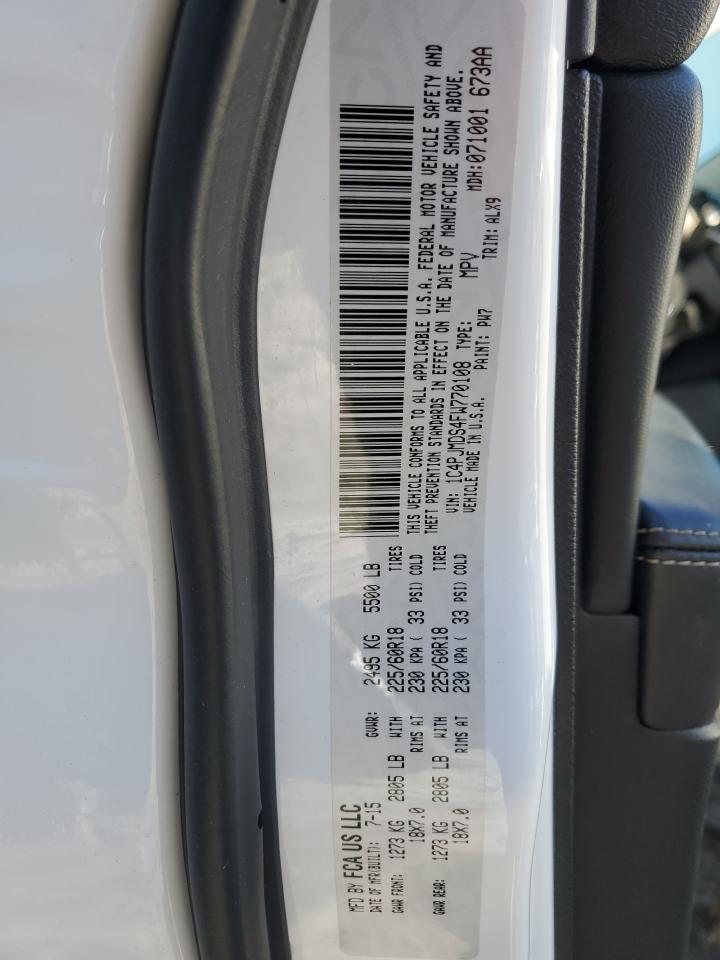 MFD BY FCA US LLC
DATE OF MFR(BUILT): 7-15 GVWR: 2495 KG 5500 LB
GAWR FRONT: 1273 KG 2805 LB WITH 225/60R18 TIRES
18X7.0 RIMS AT 230 KPA ( 33 PSI) COLD
GAWR REAR: 1273 KG 2805 LB WITH 225/60R18 TIRES
18X7.0 RIMS AT 230 KPA ( 33 PSI) COLD
THIS VEHICLE CONFORMS TO ALL APPLICABLE U.S.A. FEDERAL MOTOR VEHICLE SAFETY AND
THEFT PREVENTION STANDARDS IN EFFECT ON THE DATE OF MANUFACTURE SHOWN ABOVE.
VIN: 1C4PJMDS4FW770108 TYPE: MPV MDH:071001 673AA
VEHICLE MADE IN U.S.A. PAINT: PW7 TRIM: ALX9